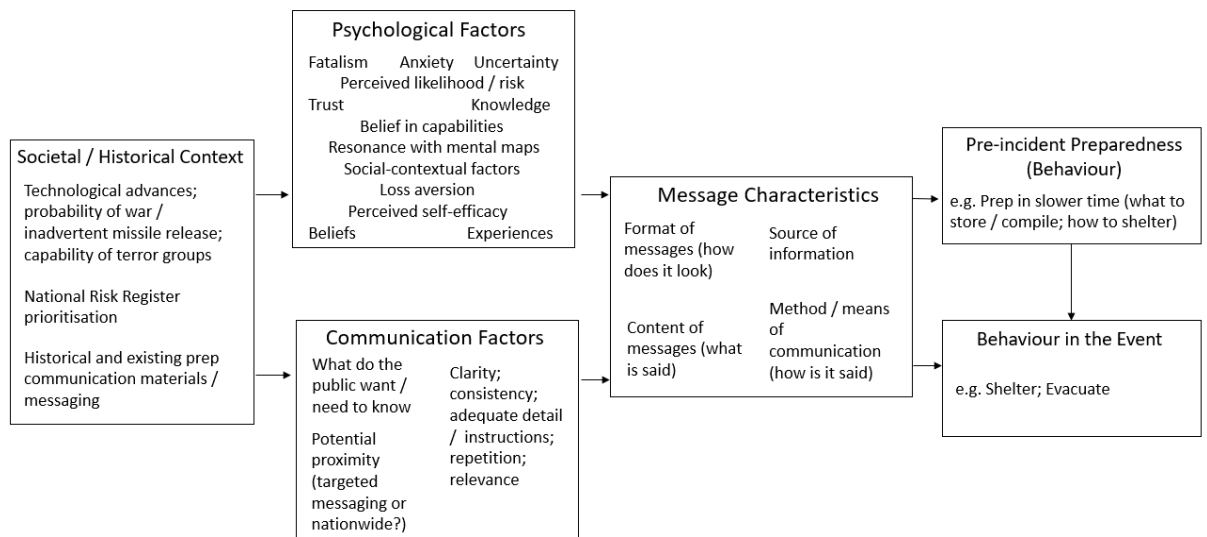 Societal / Historical Context
Technological advances;
probability of war /
inadvertent missile release;
capability of terror groups
National Risk Register
prioritisation
Historical and existing prep
communication materials /
messaging
Psychological Factors
Fatalism Anxiety Uncertainty
Perceived likelihood / risk
Trust Knowledge
Belief in capabilities
Resonance with mental maps
Social-contextual factors
Loss aversion
Perceived self-efficacy
Beliefs Experiences
Communication Factors
What do the
public want /
need to know
Potential
proximity
(targeted
messaging or
nationwide?)
Clarity;
consistency;
adequate detail
/ instructions;
repetition;
relevance
Message Characteristics
Format of
messages (how
does it look)
Source of
information
Content of
messages (what
is said)
Method / means
of
communication
(how is it said)
Pre-incident Preparedness
(Behaviour)
e.g. Prep in slower time (what to
store / compile; how to shelter)
Behaviour in the Event
e.g. Shelter; Evacuate